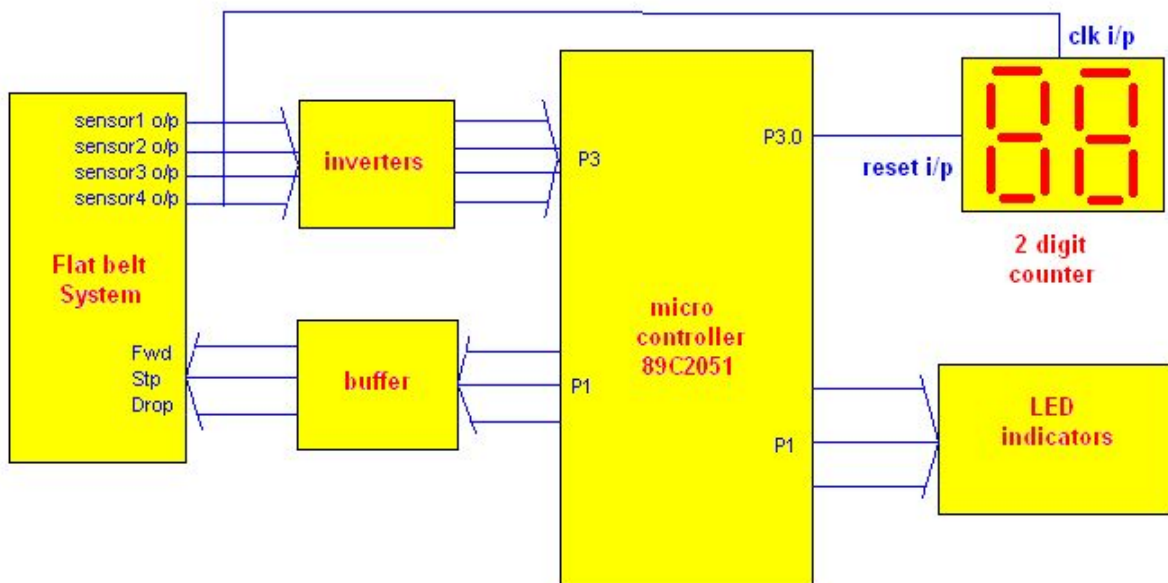 clk i/p
sensor1 o/p
sensor2 o/p
sensor3 o/p
sensor4 o/p
Flat belt
System
Fwd
Stp
Drop
inverters
buffer
P3
P1
micro
controller
89C2051
P3.0
P1
reset i/p
88
2 digit
counter
LED
indicators